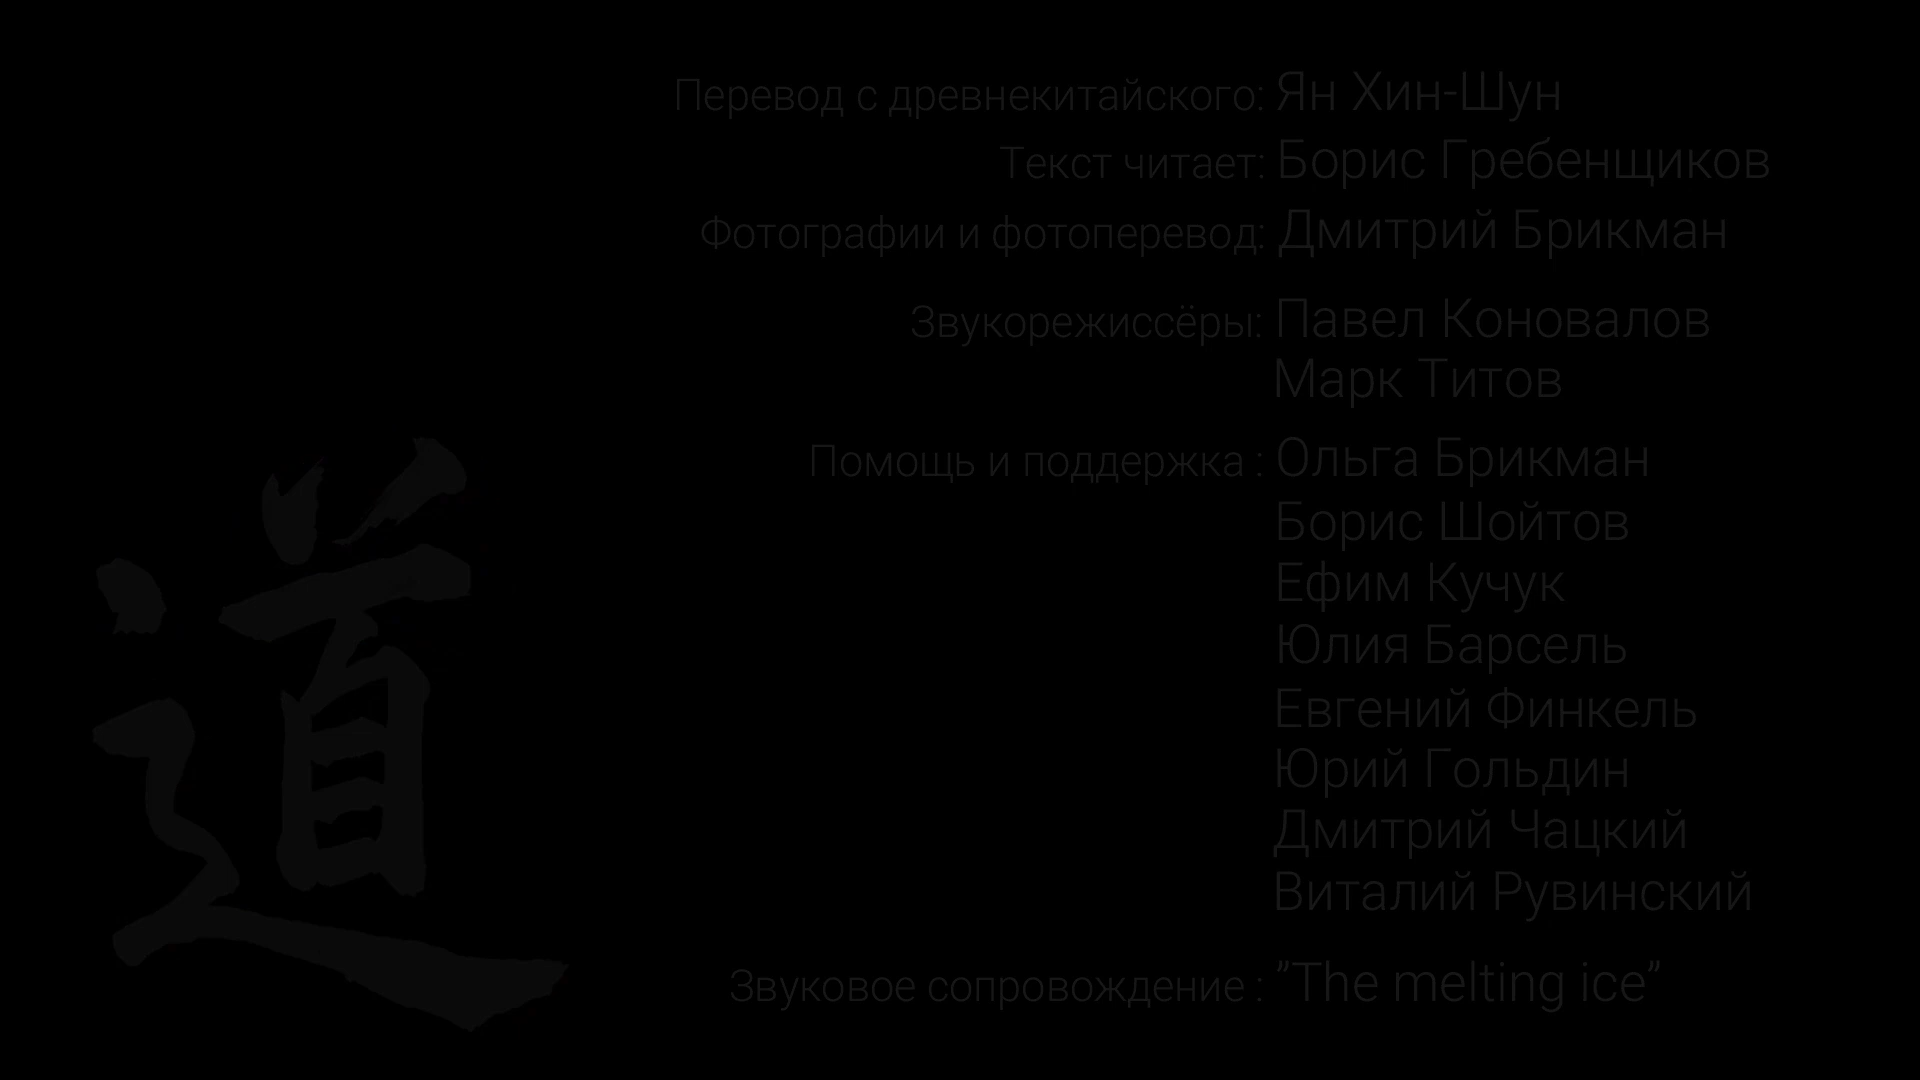 Перевод с древнекитайского: Ян Хин-Шун
Текст читает: Борис Гребенщиков
Фотографии и фотоперевод: Дмитрий Брикман
Звукорежиссёры: Павел Коновалов
Марк Титов
Помощь и поддержка : Ольга Брикман
Борис Шойтов
Ефим Кучук
Юлия Барсель
Евгений Финкель
Юрий Гольдин
Дмитрий Чацкий
Виталий Рувинский
Звуковое сопровождение : ”The melting ice”
道